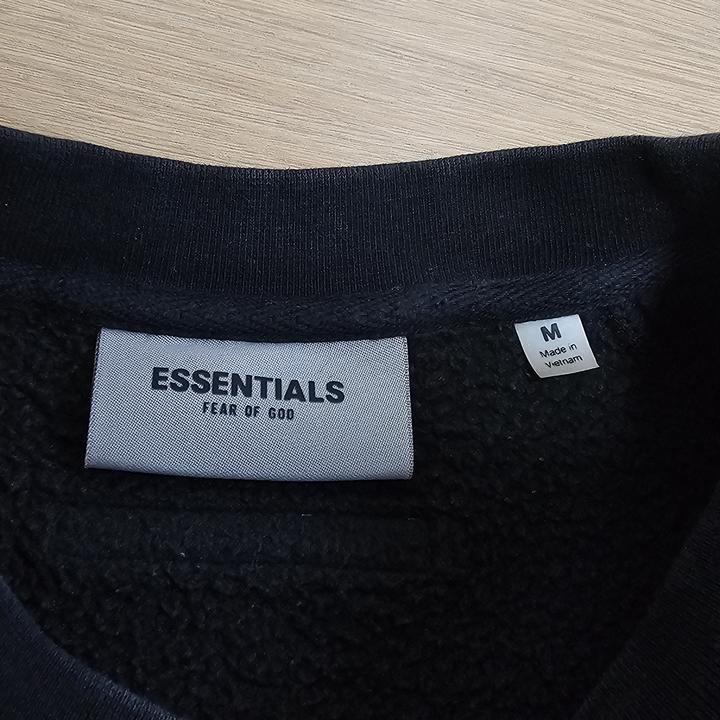 ESSENTIALS
FEAR OF GOD
M
Made in
Vietnam